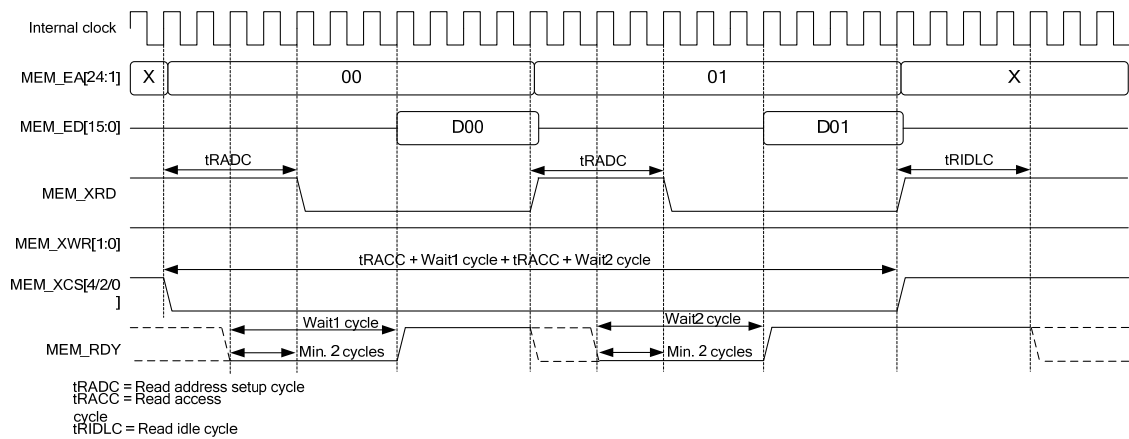 Internal clock
MEM_EA[24:1] X 00 01 X
MEM_ED[15:0] D00 D01
tRADC tRADC tRIDLC
MEM_XRD
MEM_XWR[1:0]
tRACC + Wait1 cycle + tRACC + Wait2 cycle
MEM_XCS[4/2/0
]
Wait1 cycle Wait2 cycle
MEM_RDY Min. 2 cycles Min. 2 cycles
tRADC = Read address setup cycle
tRACC = Read access
cycle
tRIDLC = Read idle cycle